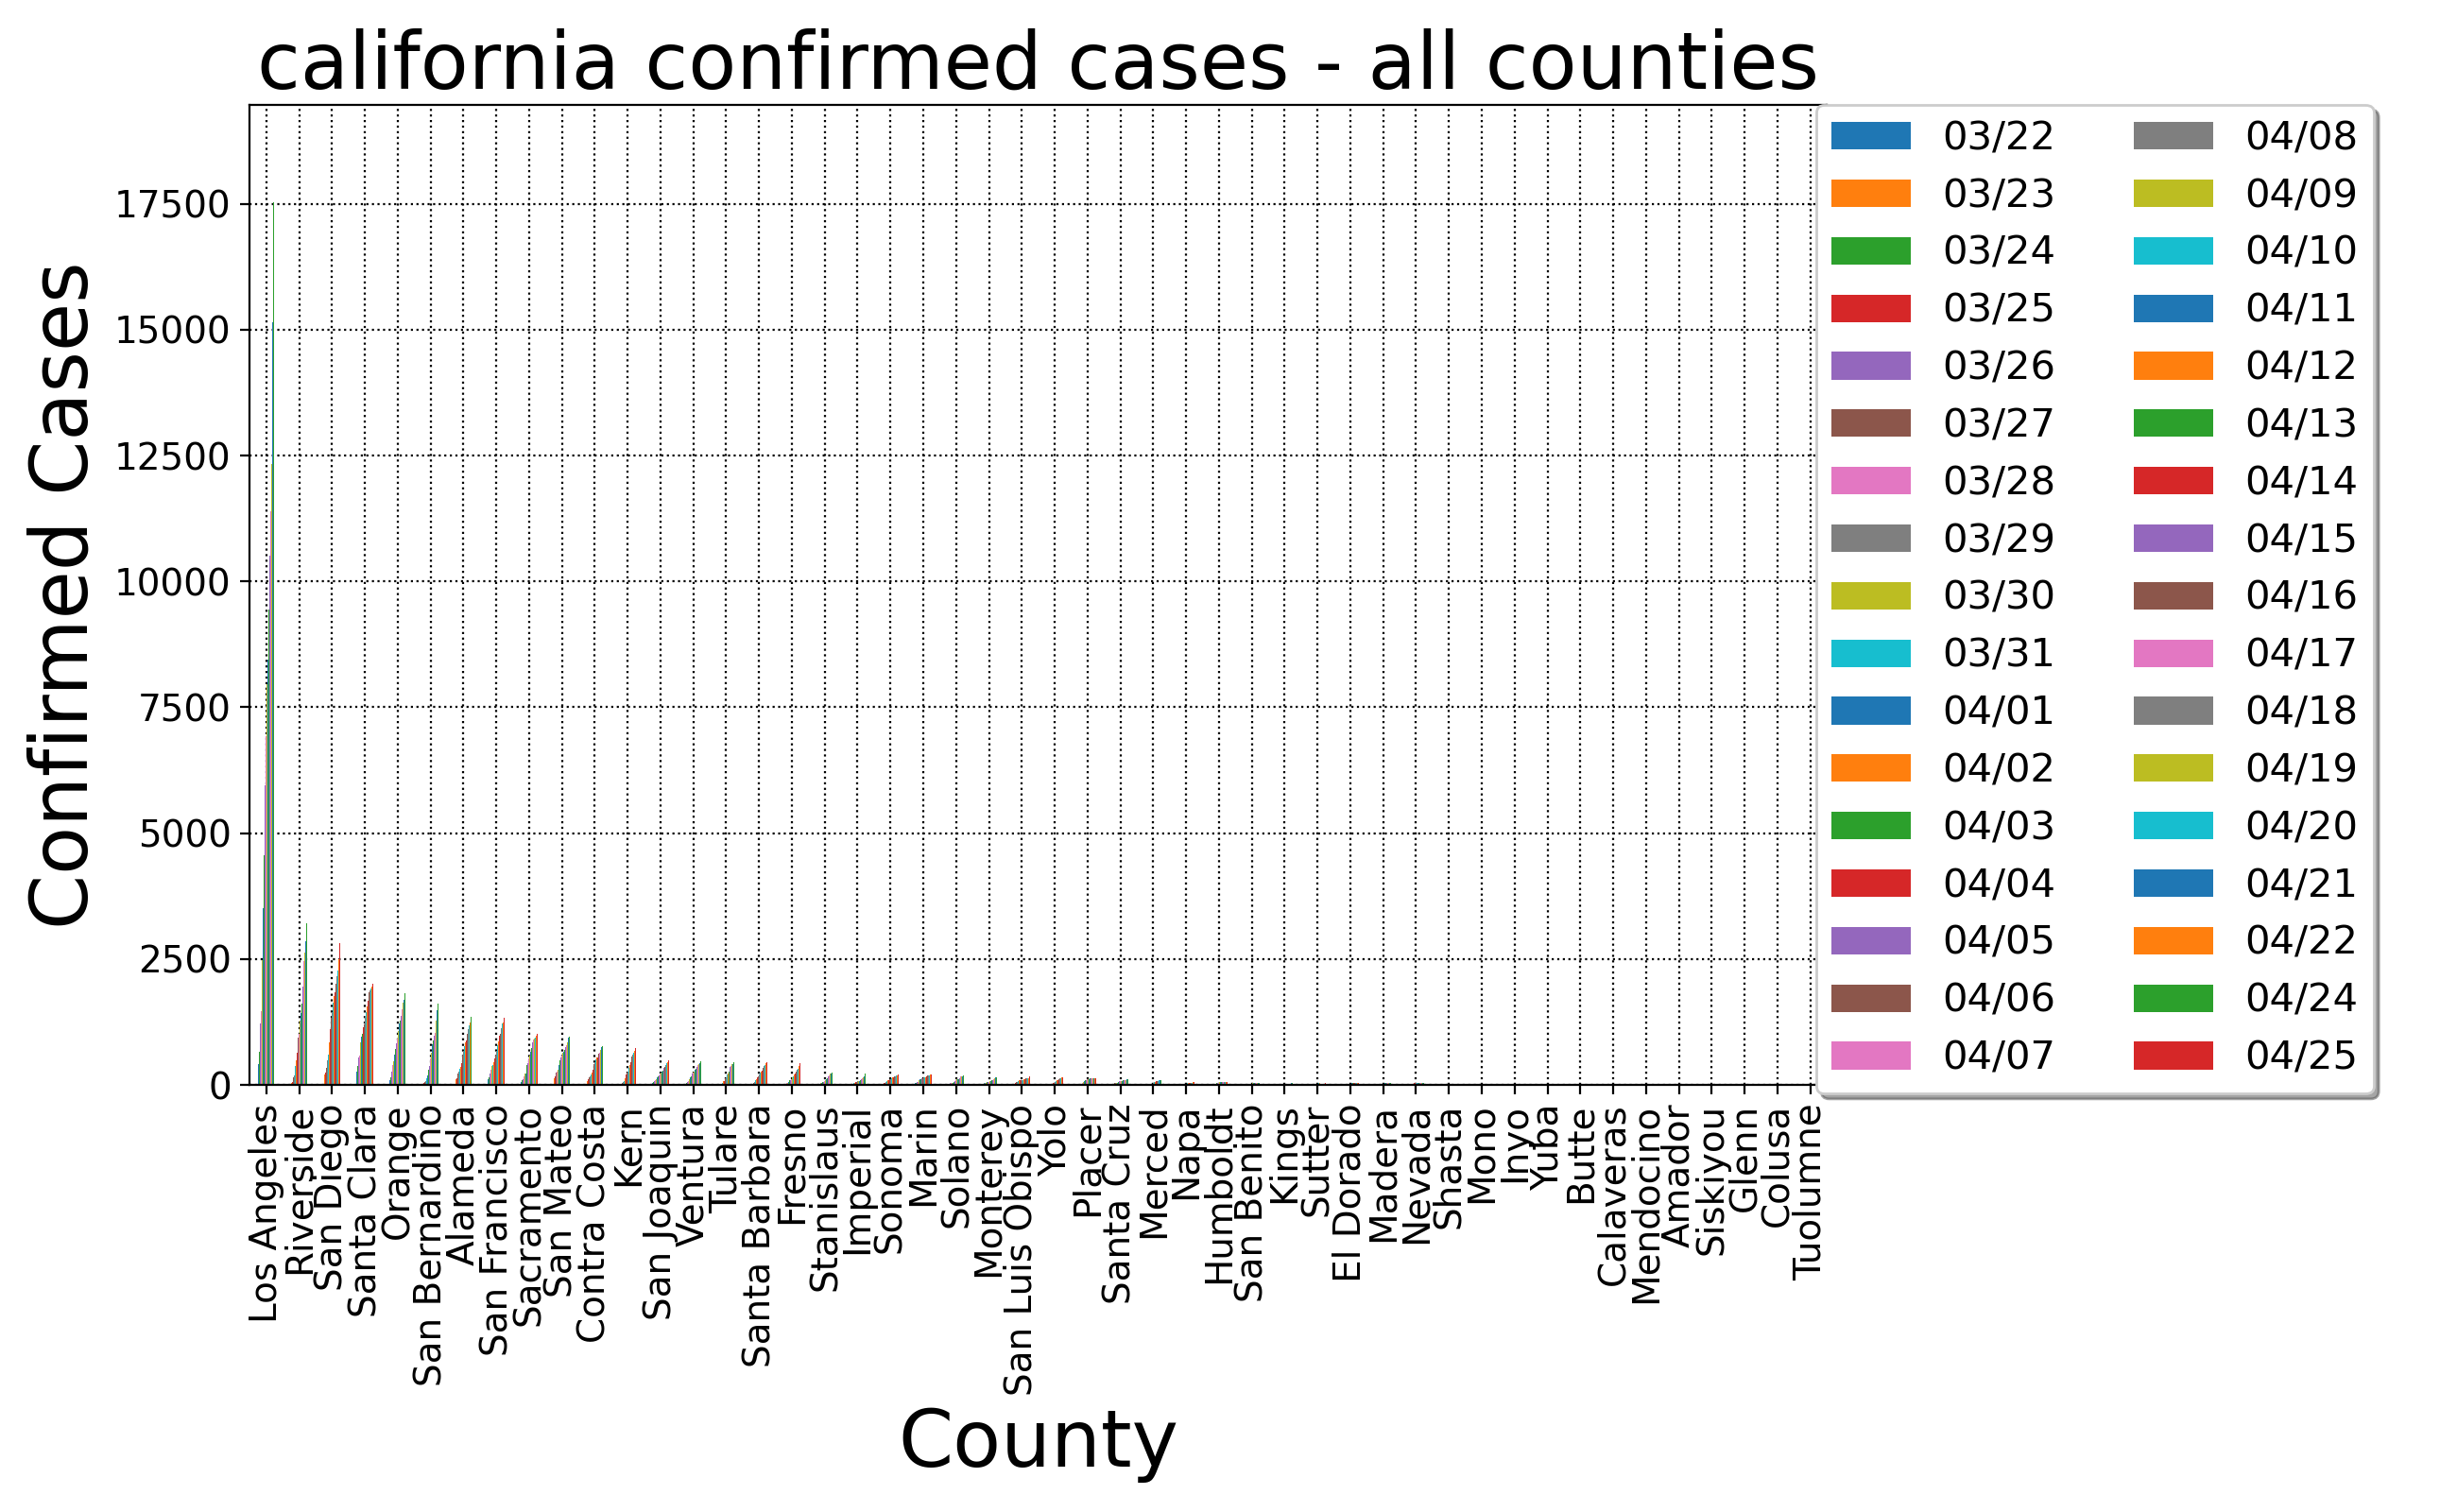 california confirmed cases - all counties
Confirmed Cases
17500
15000
12500
10000
7500
5000
2500
0
Los Angeles
Riverside
San Diego
Santa Clara
Orange
San Bernardino
Alameda
San Francisco
Sacramento
San Mateo
Contra Costa
Kern
San Joaquin
Ventura
Tulare
Santa Barbara
Fresno
Stanislaus
Imperial
Sonoma
Marin
Solano
Monterey
San Luis Obispo
Yolo
Placer
Santa Cruz
Merced
Napa
Humboldt
San Benito
Kings
Sutter
El Dorado
Madera
Nevada
Shasta
Mono
Inyo
Yuba
Butte
Calaveras
Mendocino
Amador
Siskiyou
Glenn
Colusa
Tuolumne
County
03/22
03/23
03/24
03/25
03/26
03/27
03/28
03/29
03/30
03/31
04/01
04/02
04/03
04/04
04/05
04/06
04/07
04/08
04/09
04/10
04/11
04/12
04/13
04/14
04/15
04/16
04/17
04/18
04/19
04/20
04/21
04/22
04/24
04/25